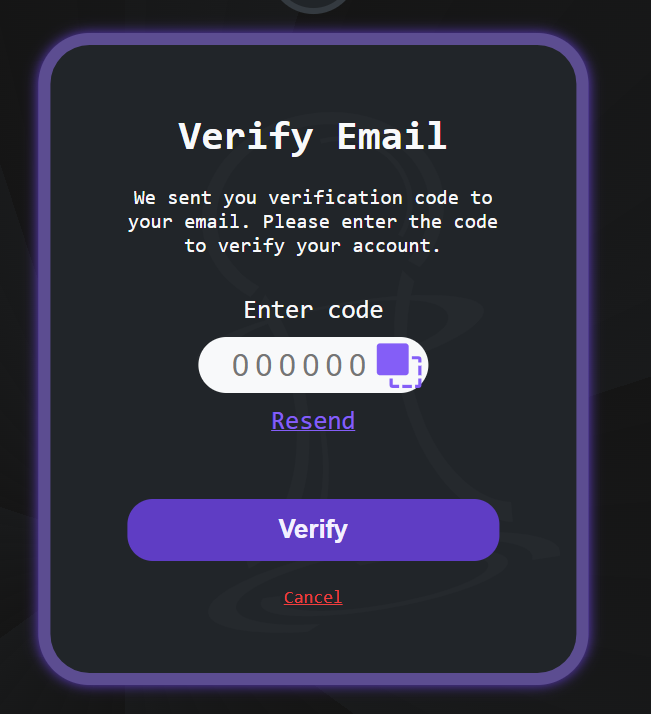 Verify Email
We sent you verification code to
your email. Please enter the code
to verify your account.
Enter code
000000
Resend
Verify
Cancel